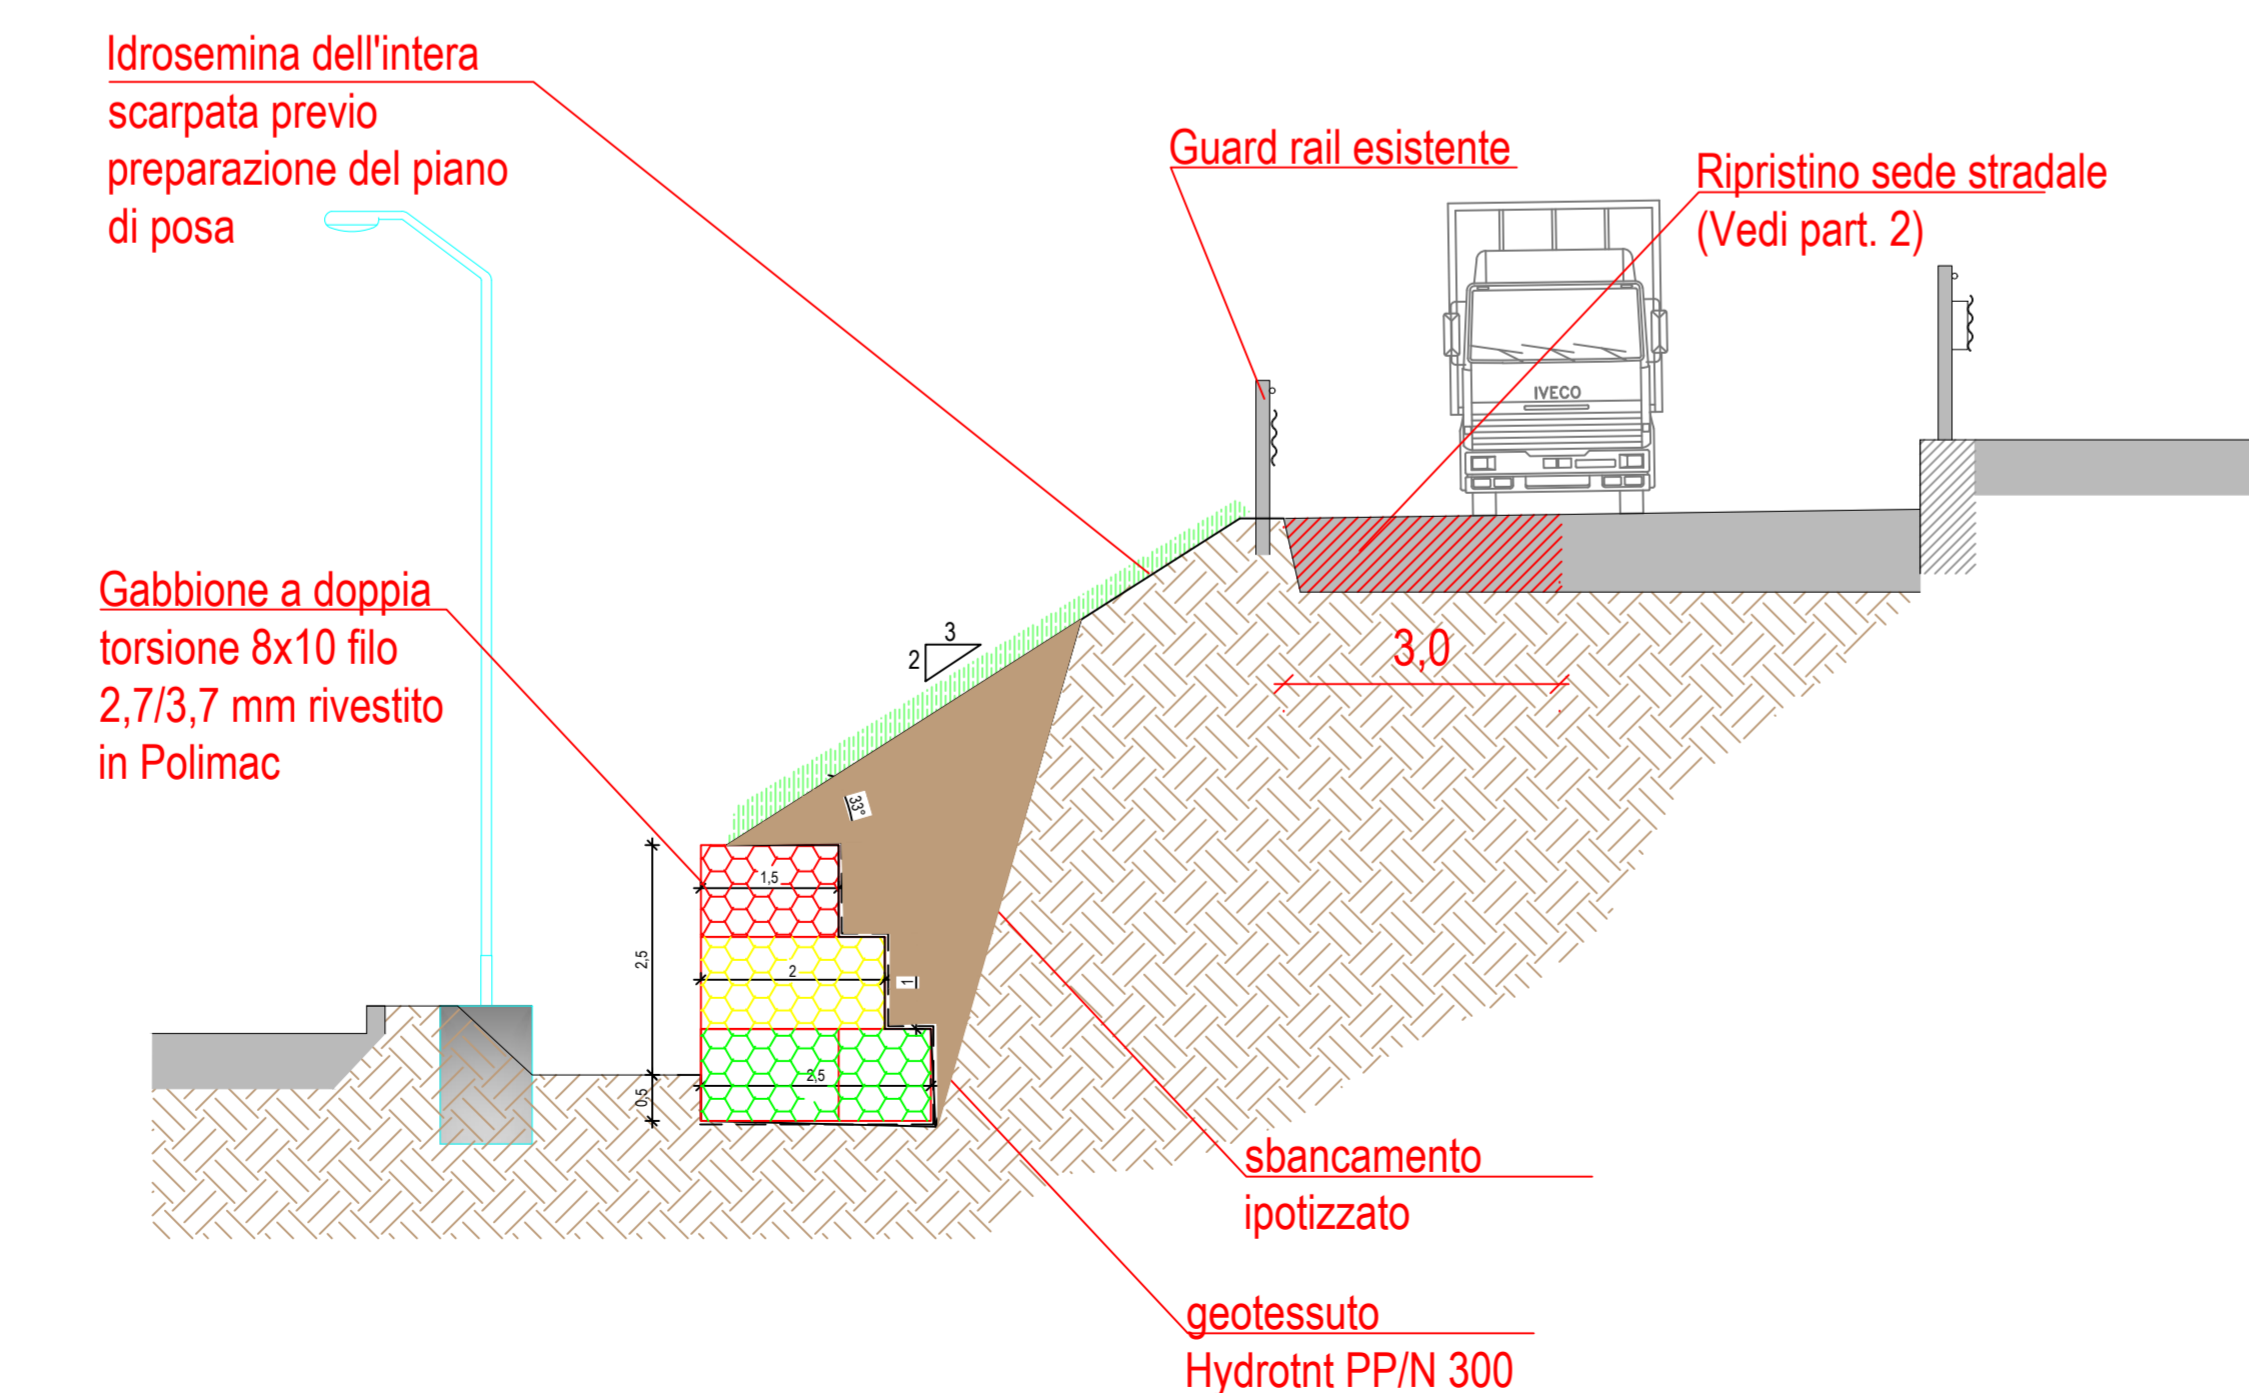 Idrosemina dell'intera
scarpata previo
preparazione del piano
di posa
Guard rail esistente
Ripristino sede stradale
(Vedi part. 2)
IVECO
Gabbione a doppia
torsione 8x10 filo
2,7/3,7 mm rivestito
in Polimac
3
2
3,0
33°
1,5
2,5
2
1
2,5
0,5
sbancamento
ipotizzato
geotessuto
Hydrotnt PP/N 300